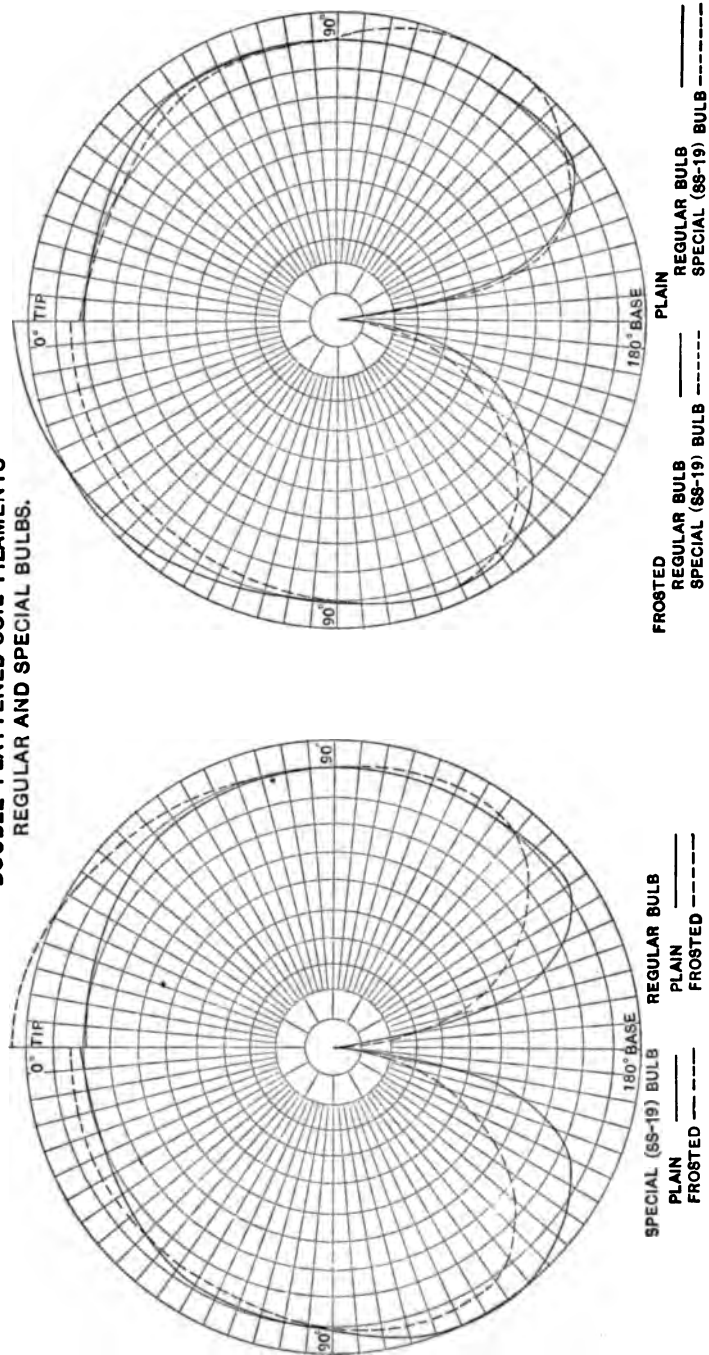 DOUBLE FLATTENED COIL FILAMENTS
REGULAR AND SPECIAL BULBS.
0° TIP
90°
90°
180° BASE
SPECIAL (SS-19) BULB
PLAIN
FROSTED
REGULAR BULB
PLAIN
FROSTED
0° TIP
90°
90°
180° BASE
FROSTED
REGULAR BULB
SPECIAL (SS-19) BULB
PLAIN
REGULAR BULB
SPECIAL (SS-19) BULB